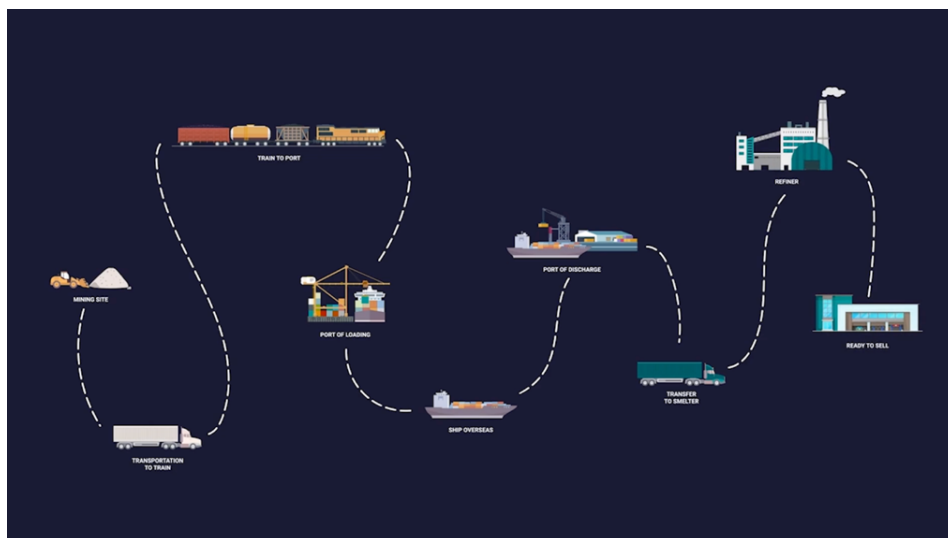 MINING SITE
TRANSPORTATION
TO TRAIN
TRAIN TO PORT
PORT OF LOADING
SHIP OVERSEAS
PORT OF DISCHARGE
TRANSFER
TO SMELTER
REFINER
READY TO SELL